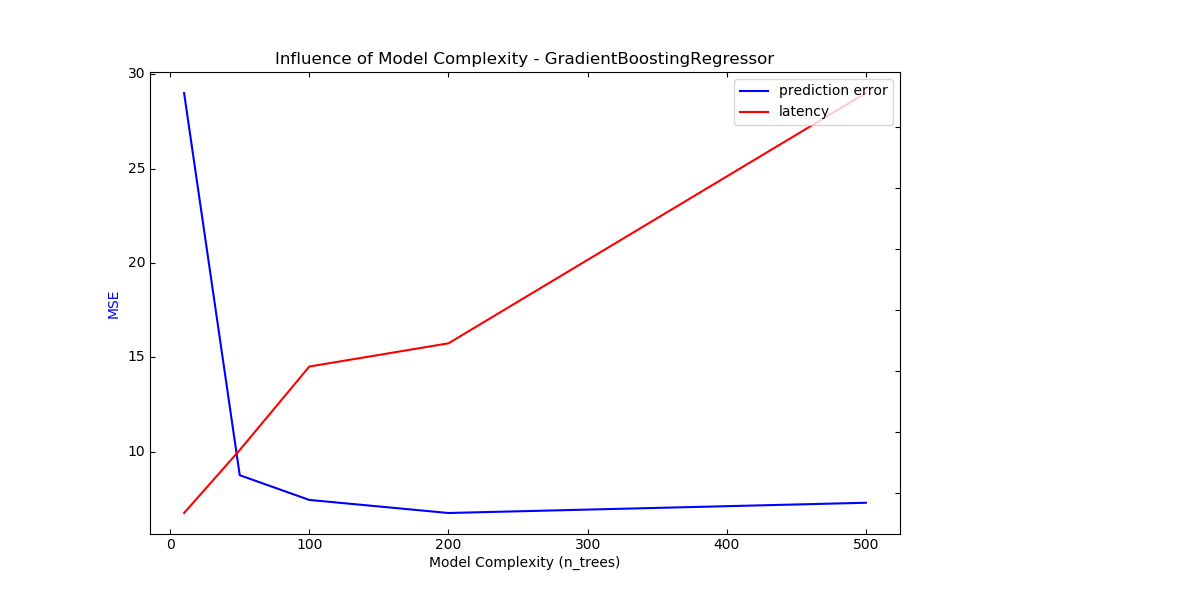 Influence of Model Complexity - GradientBoostingRegressor
prediction error
latency
30
25
20
15
10
MSE
0 100 200 300 400 500
Model Complexity (n_trees)